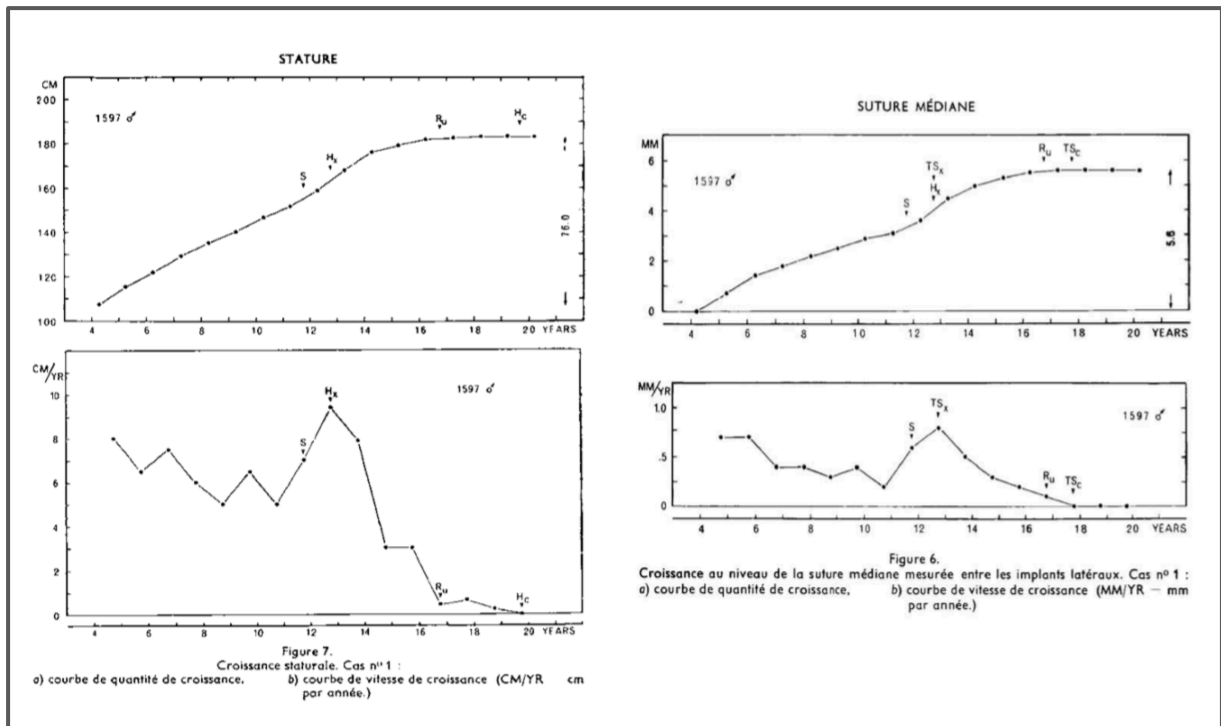 STATURE
CM
200
180
160
140
120
100
1597 ♂
S
Hx
Ru
Hc
76.0
4 6 8 10 12 14 16 18 20 YEARS
CM/YR
10
8
6
4
2
0
1597 ♂
S
Hx
Ru
Hc
4 6 8 10 12 14 16 18 20 YEARS
Figure 7.
Croissance staturale. Cas nº 1 :
a) courbe de quantité de croissance. b) courbe de vitesse de croissance (CM/YR cm
par année.)
SUTURE MÉDIANE
MM
6
4
2
0
1597 ♂
S
TSx
Hx
Ru
TSc
5.6
4 6 8 10 12 14 16 18 20 YEARS
MM/YR
1.0
.5
0
1597 ♂
S
TSx
Ru
TSc
4 6 8 10 12 14 16 18 20 YEARS
Figure 6.
Croissance au niveau de la suture médiane mesurée entre les implants latéraux. Cas nº 1 :
a) courbe de quantité de croissance. b) courbe de vitesse de croissance (MM/YR — mm
par année.)